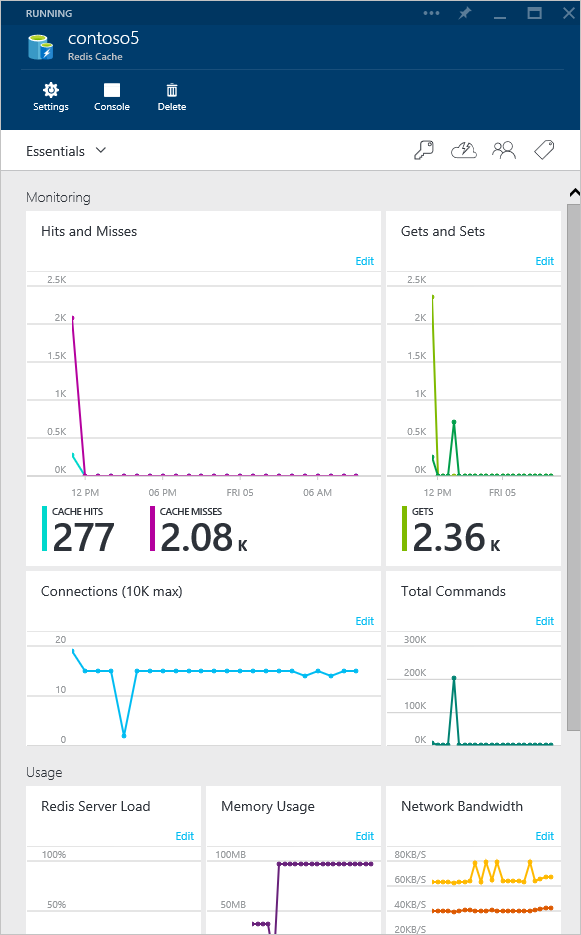 RUNNING
contoso5
Redis Cache
Settings Console Delete
Essentials
Monitoring
Hits and Misses
Edit
2.5K
2K
1.5K
1K
0.5K
0K
12 PM 06 PM FRI 05 06 AM
CACHE HITS
277
CACHE MISSES
2.08 K
Gets and Sets
Edit
2.5K
2K
1.5K
1K
0.5K
0K
12 PM FRI 05
GETS
2.36 K
Connections (10K max)
Edit
20
10
0
Total Commands
Edit
300K
200K
100K
0K
Usage
Redis Server Load
Edit
100%
50%
Memory Usage
Edit
100MB
50MB
Network Bandwidth
Edit
80KB/S
60KB/S
40KB/S
20KB/S